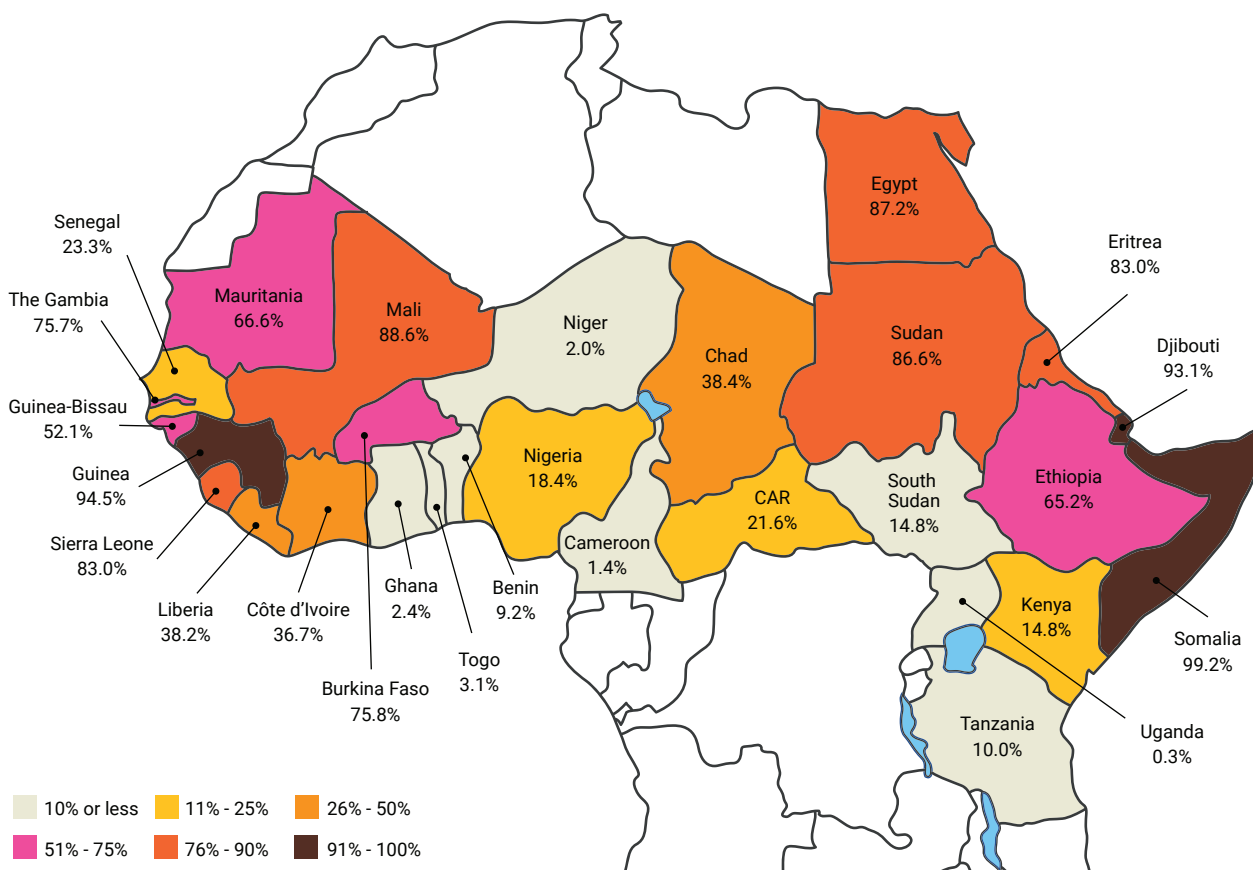 Egypt
87.2%
Senegal
23.3%
Eritrea
83.0%
The Gambia
75.7%
Mauritania
66.6%
Mali
88.6%
Niger
2.0%
Chad
38.4%
Sudan
86.6%
Djibouti
93.1%
Guinea-Bissau
52.1%
Guinea
94.5%
Nigeria
18.4%
CAR
21.6%
South
Sudan
14.8%
Ethiopia
65.2%
Sierra Leone
83.0%
Cameroon
1.4%
Liberia
38.2%
Côte d’Ivoire
36.7%
Ghana
2.4%
Benin
9.2%
Kenya
14.8%
Somalia
99.2%
Togo
3.1%
Burkina Faso
75.8%
Tanzania
10.0%
Uganda
0.3%
10% or less
11% - 25%
26% - 50%
51% - 75%
76% - 90%
91% - 100%